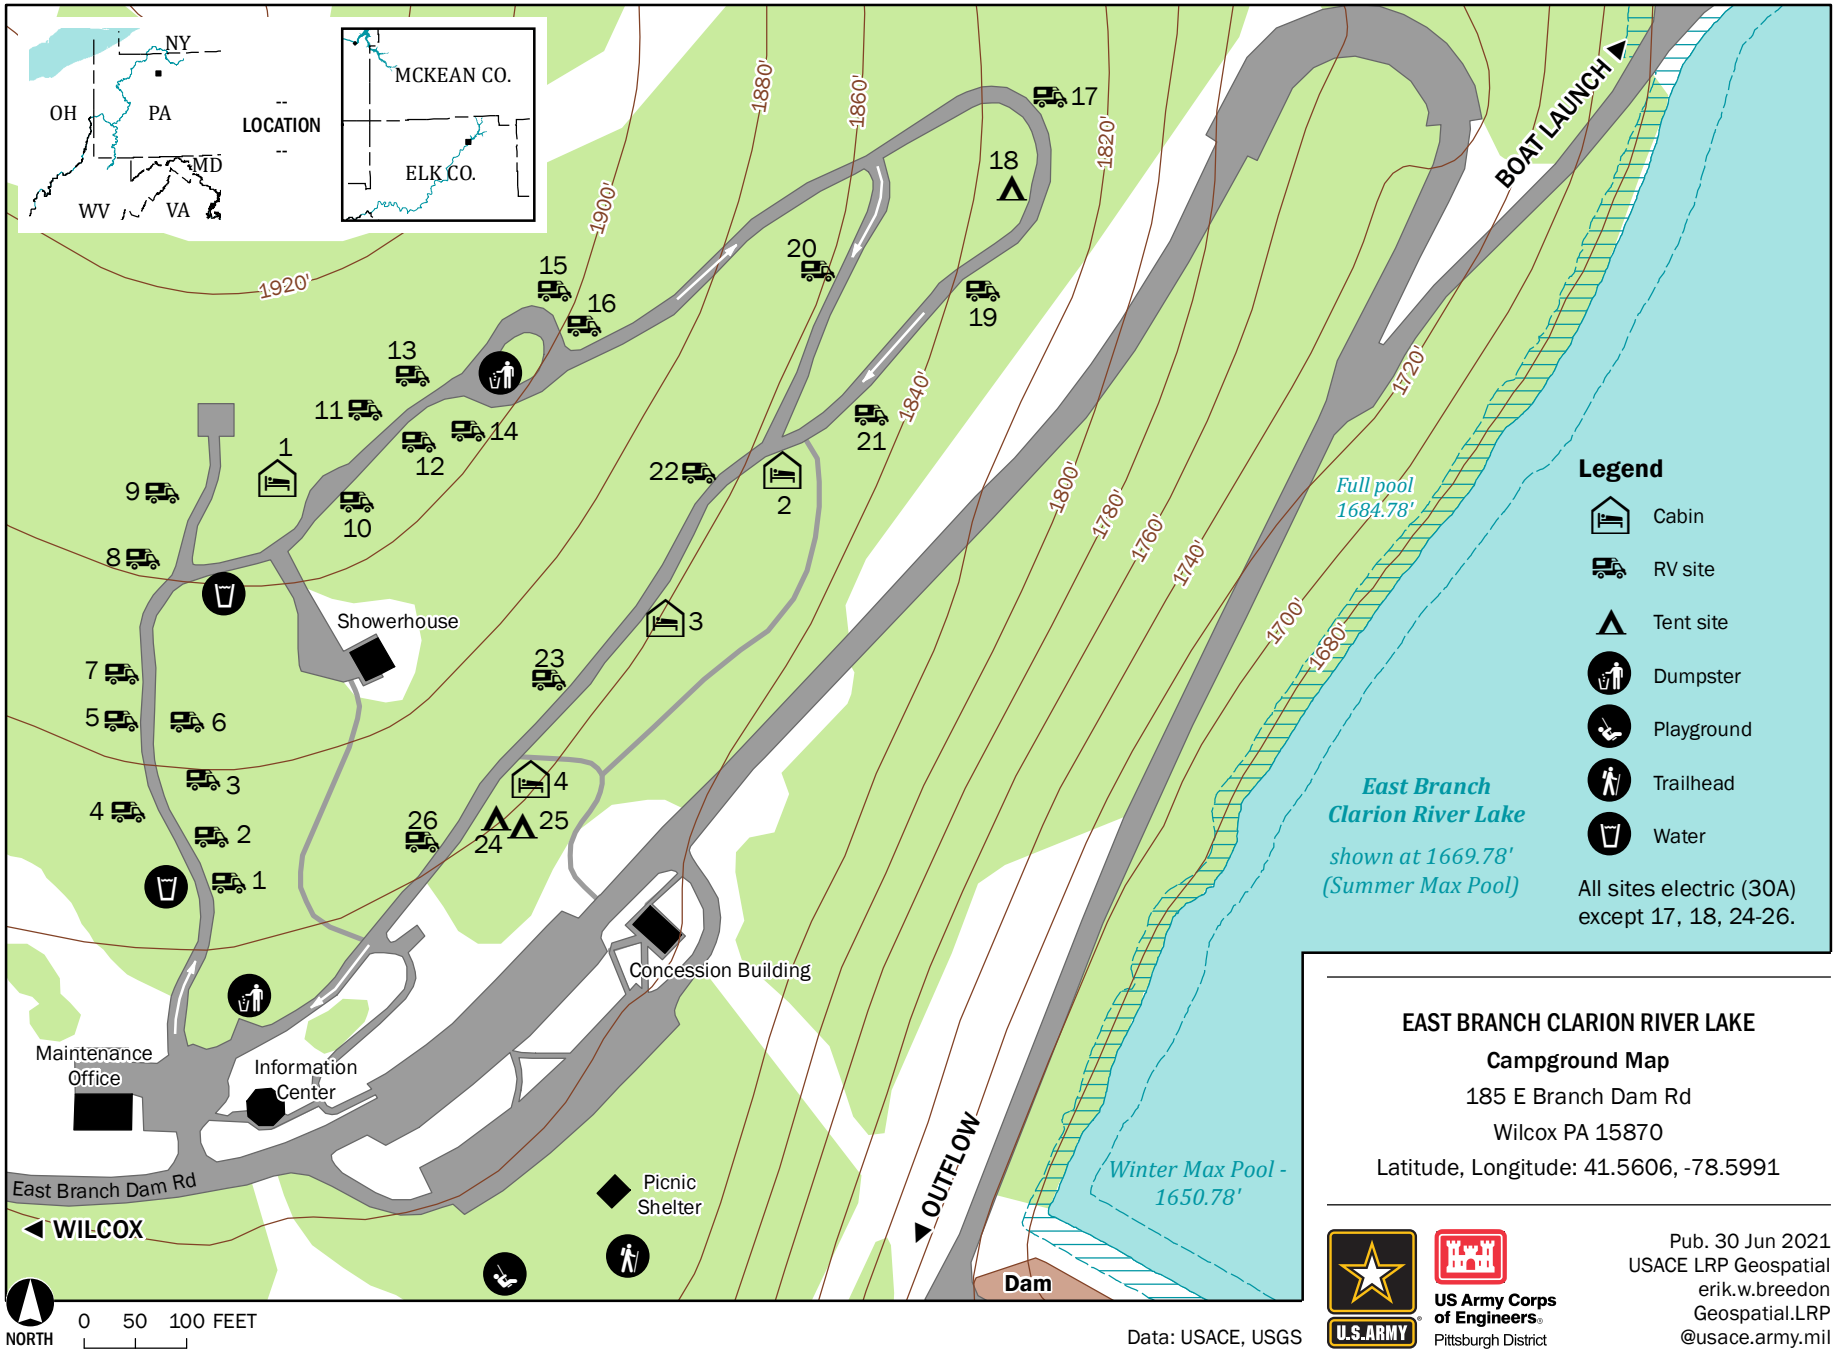 NY
OH
PA
MD
WV
VA
--
LOCATION
--
MCKEAN CO.
ELK CO.
1920'
1900'
1880'
1860'
1820'
17
18
BOAT LAUNCH
15
16
20
19
13
11
12
14
1840'
21
1720'
1
9
10
22
2
8
1800'
1780'
1760'
1740'
Full pool
1684.78'
Legend
Cabin
RV site
Tent site
Dumpster
Playground
Trailhead
Water
All sites electric (30A)
except 17, 18, 24-26.
Showerhouse
3
1700'
1680'
7
5
6
23
3
4
4
2
26
24
25
1
East Branch
Clarion River Lake
shown at 1669.78'
(Summer Max Pool)
Concession Building
Maintenance
Office
Information
Center
East Branch Dam Rd
WILCOX
Picnic
Shelter
OUTFLOW
Winter Max Pool -
1650.78'
Dam
NORTH
0 50 100 FEET
Data: USACE, USGS
EAST BRANCH CLARION RIVER LAKE
Campground Map
185 E Branch Dam Rd
Wilcox PA 15870
Latitude, Longitude: 41.5606, -78.5991
U.S.ARMY
US Army Corps
of Engineers®
Pittsburgh District
Pub. 30 Jun 2021
USACE LRP Geospatial
erik.w.breedon
Geospatial.LRP
@usace.army.mil